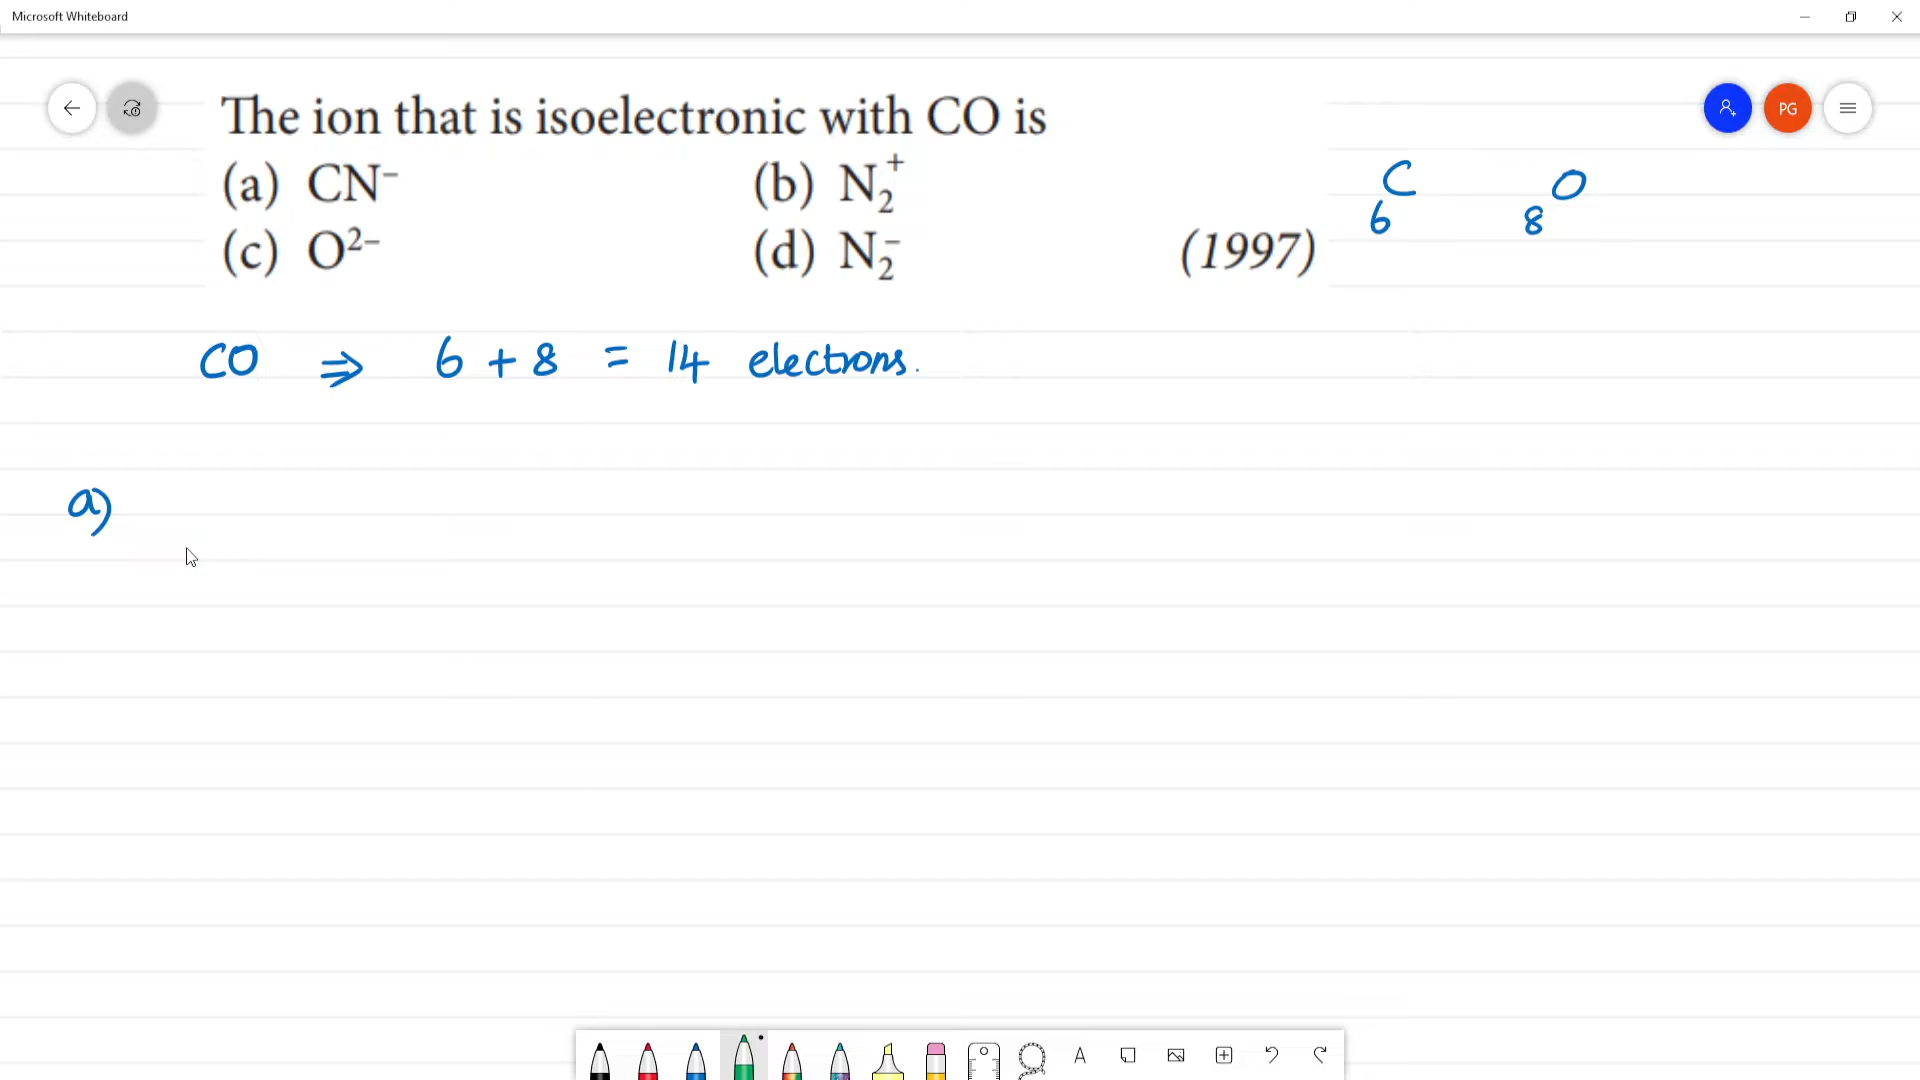 Microsoft Whiteboard
The ion that is isoelectronic with CO is
(a) CN⁻ (b) N₂⁺
(c) O²⁻ (d) N₂⁻ (1997)
PG
C O
6 8
CO ⇒ 6 + 8 = 14 electrons.
a)
A